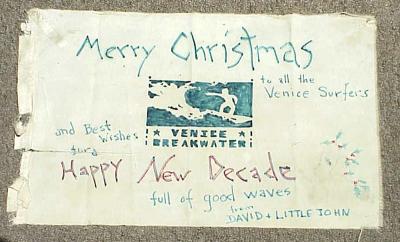 Merry Christmas
to all the
Venice Surfers
★ VENICE ★
BREAKWATER
and Best
Wishes
for a
Happy New Decade
full of good waves
from
DAVID + LITTLE JOHN